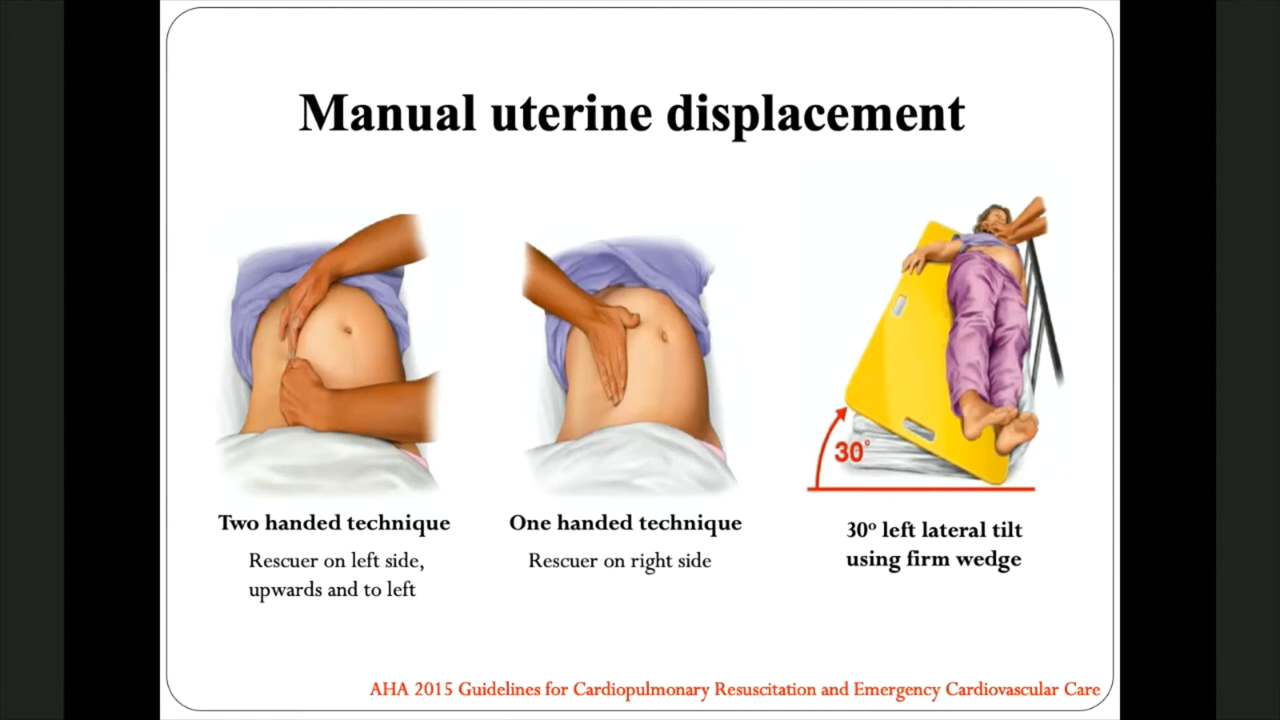 Manual uterine displacement
30°
Two handed technique
Rescuer on left side,
upwards and to left
One handed technique
Rescuer on right side
30º left lateral tilt
using firm wedge
AHA 2015 Guidelines for Cardiopulmonary Resuscitation and Emergency Cardiovascular Care